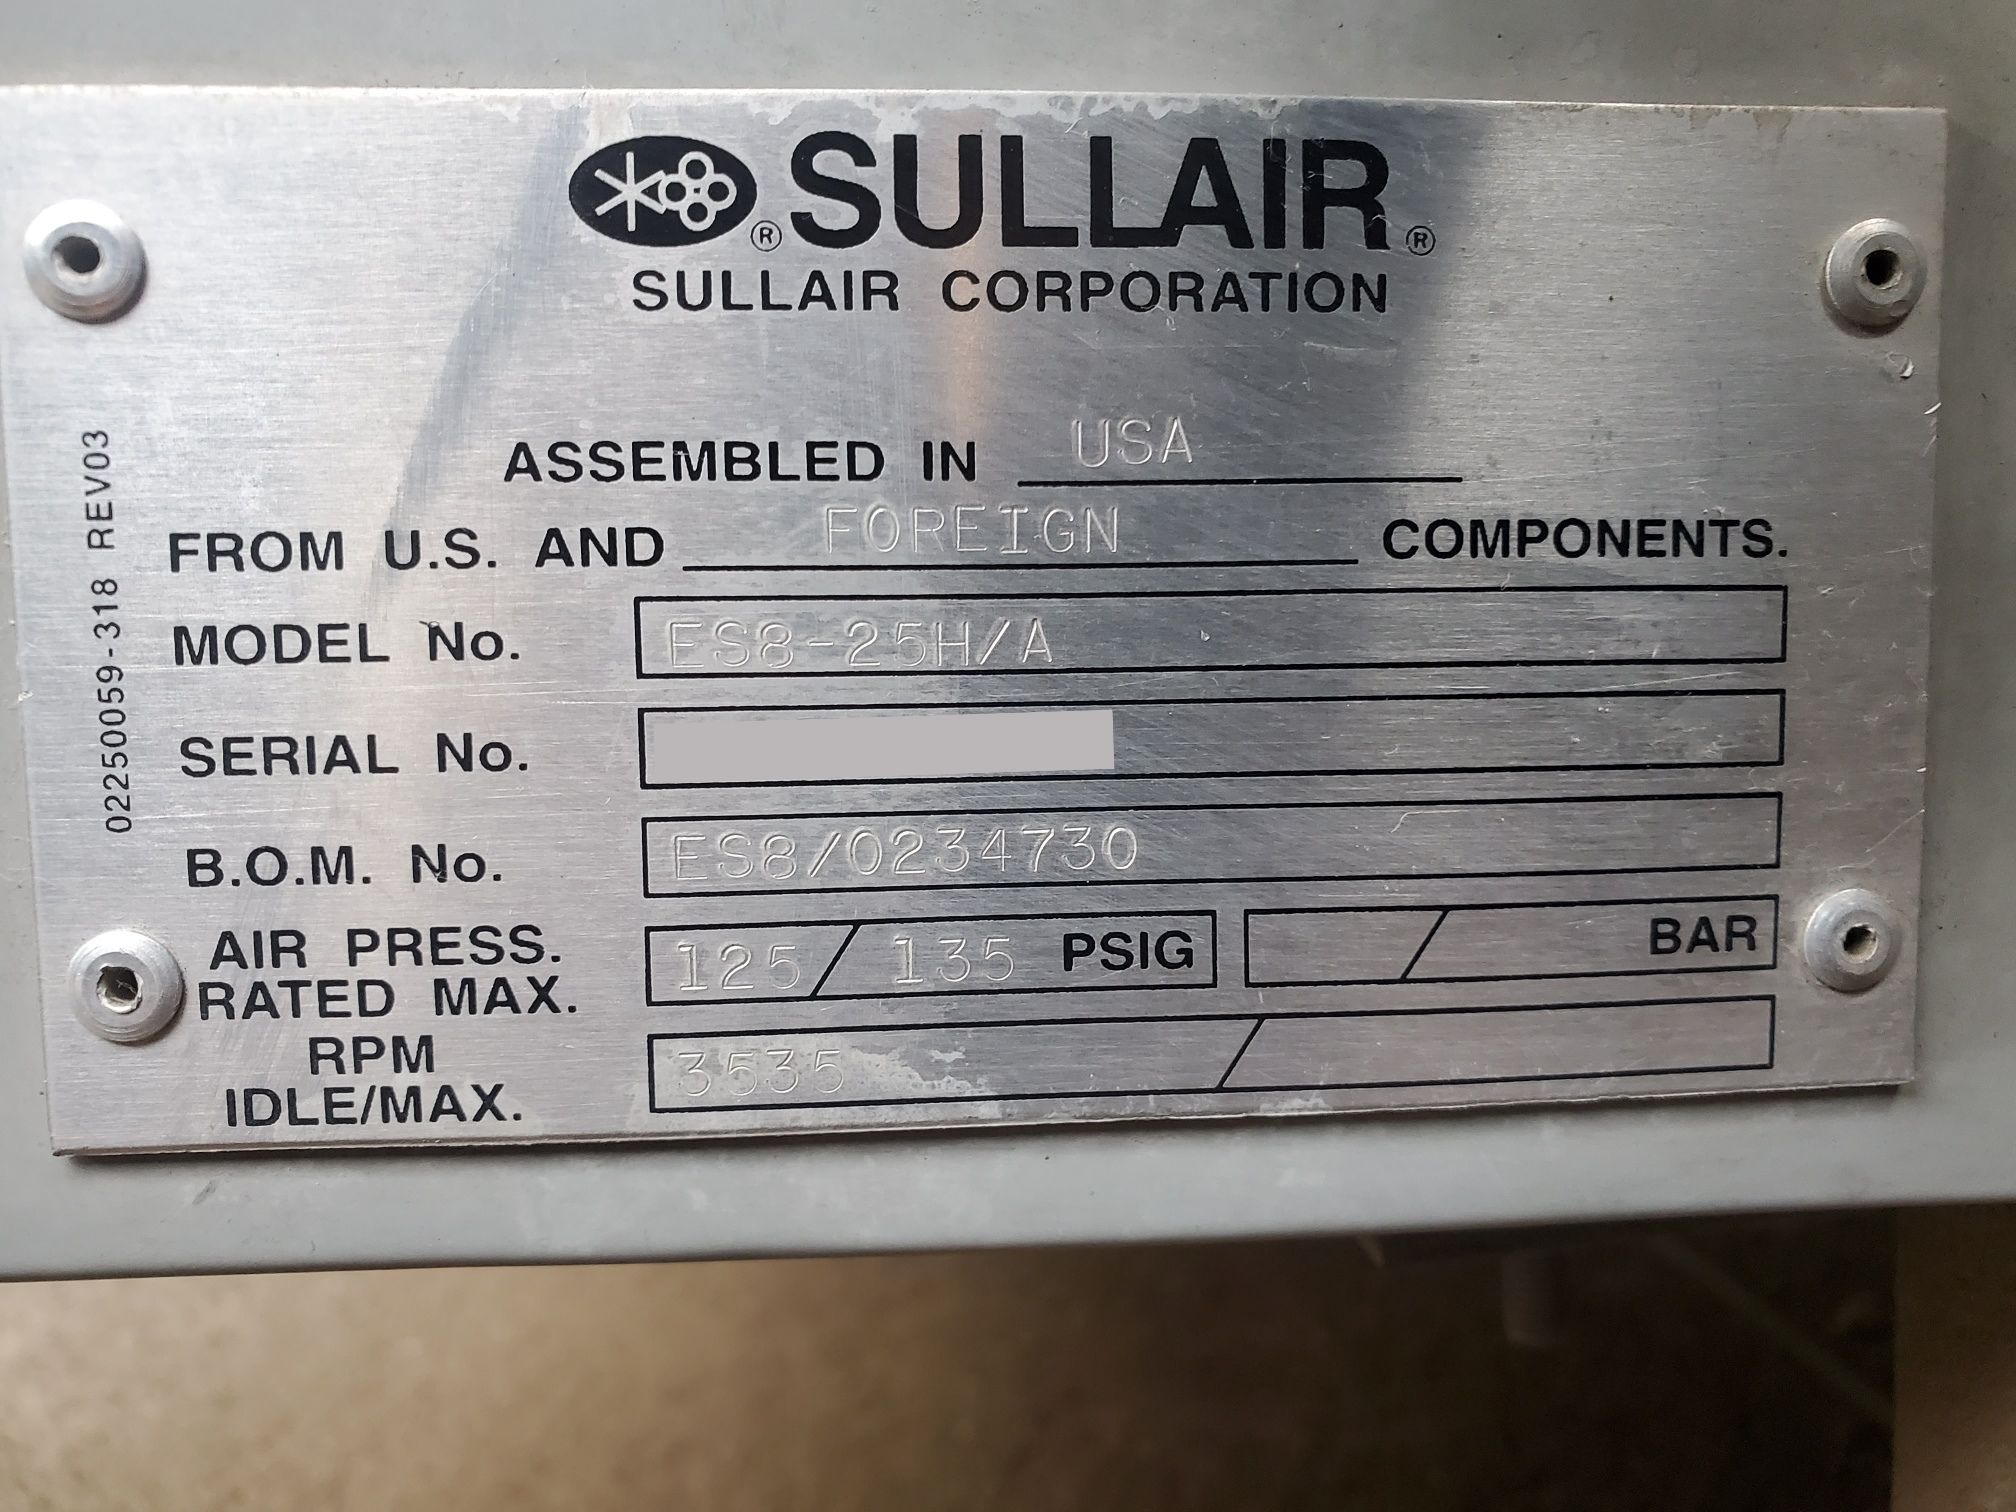 ® SULLAIR ®
SULLAIR CORPORATION
ASSEMBLED IN USA
FROM U.S. AND FOREIGN COMPONENTS.
MODEL No. ES8-25H/A
SERIAL No.
B.O.M. No. ES8/0234730
AIR PRESS.
RATED MAX. 125 / 135 PSIG / BAR
RPM
IDLE/MAX. 3535 /
02250059-318 REV03